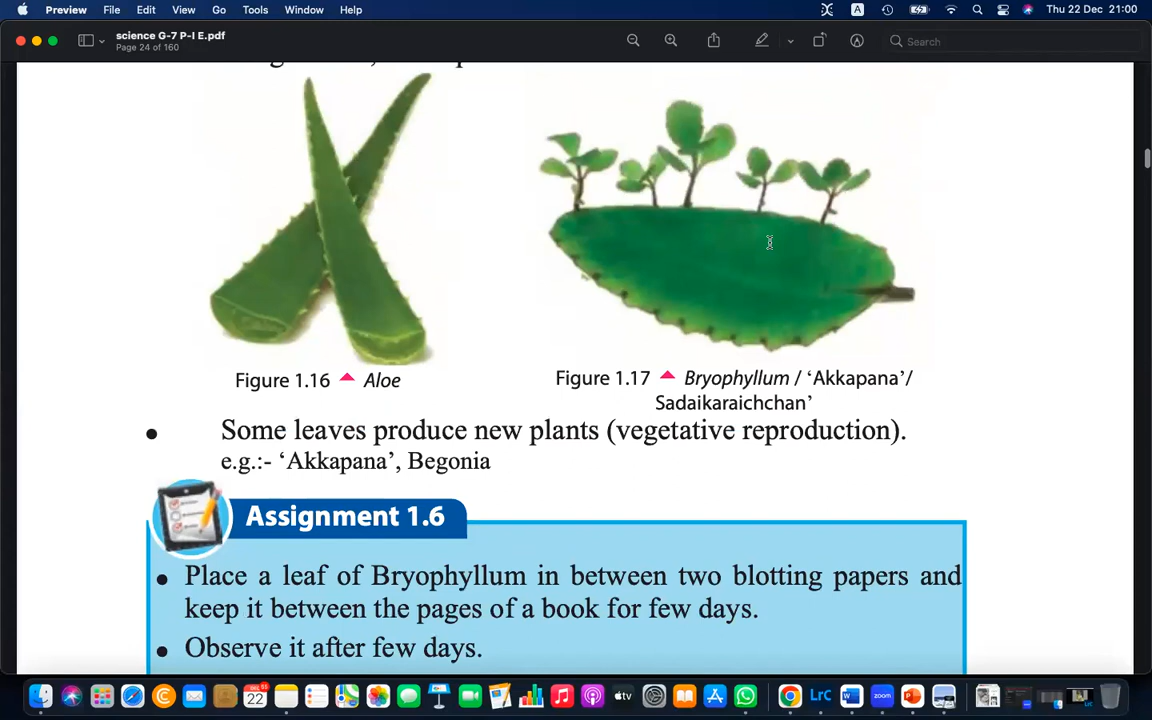 Preview File Edit View Go Tools Window Help Thu 22 Dec 21:00
science G-7 P-I E.pdf
Page 24 of 160
Search
Figure 1.16 Aloe
Figure 1.17 Bryophyllum / ‘Akkapana’/
Sadaikaraichchan’
• Some leaves produce new plants (vegetative reproduction).
e.g.:- ‘Akkapana’, Begonia
Assignment 1.6
• Place a leaf of Bryophyllum in between two blotting papers and
keep it between the pages of a book for few days.
• Observe it after few days.